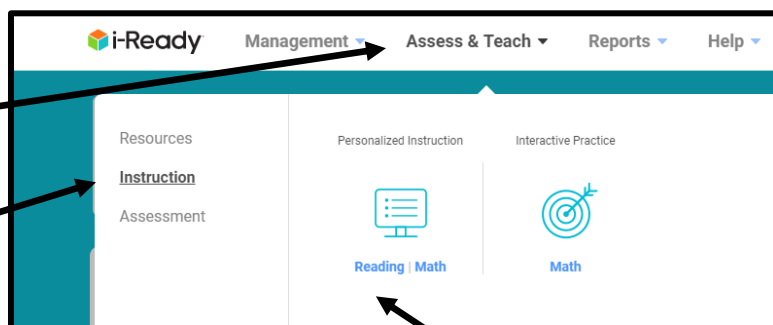 i-Ready Management Assess & Teach Reports Help
Resources
Instruction
Assessment
Personalized Instruction Interactive Practice
Reading | Math Math